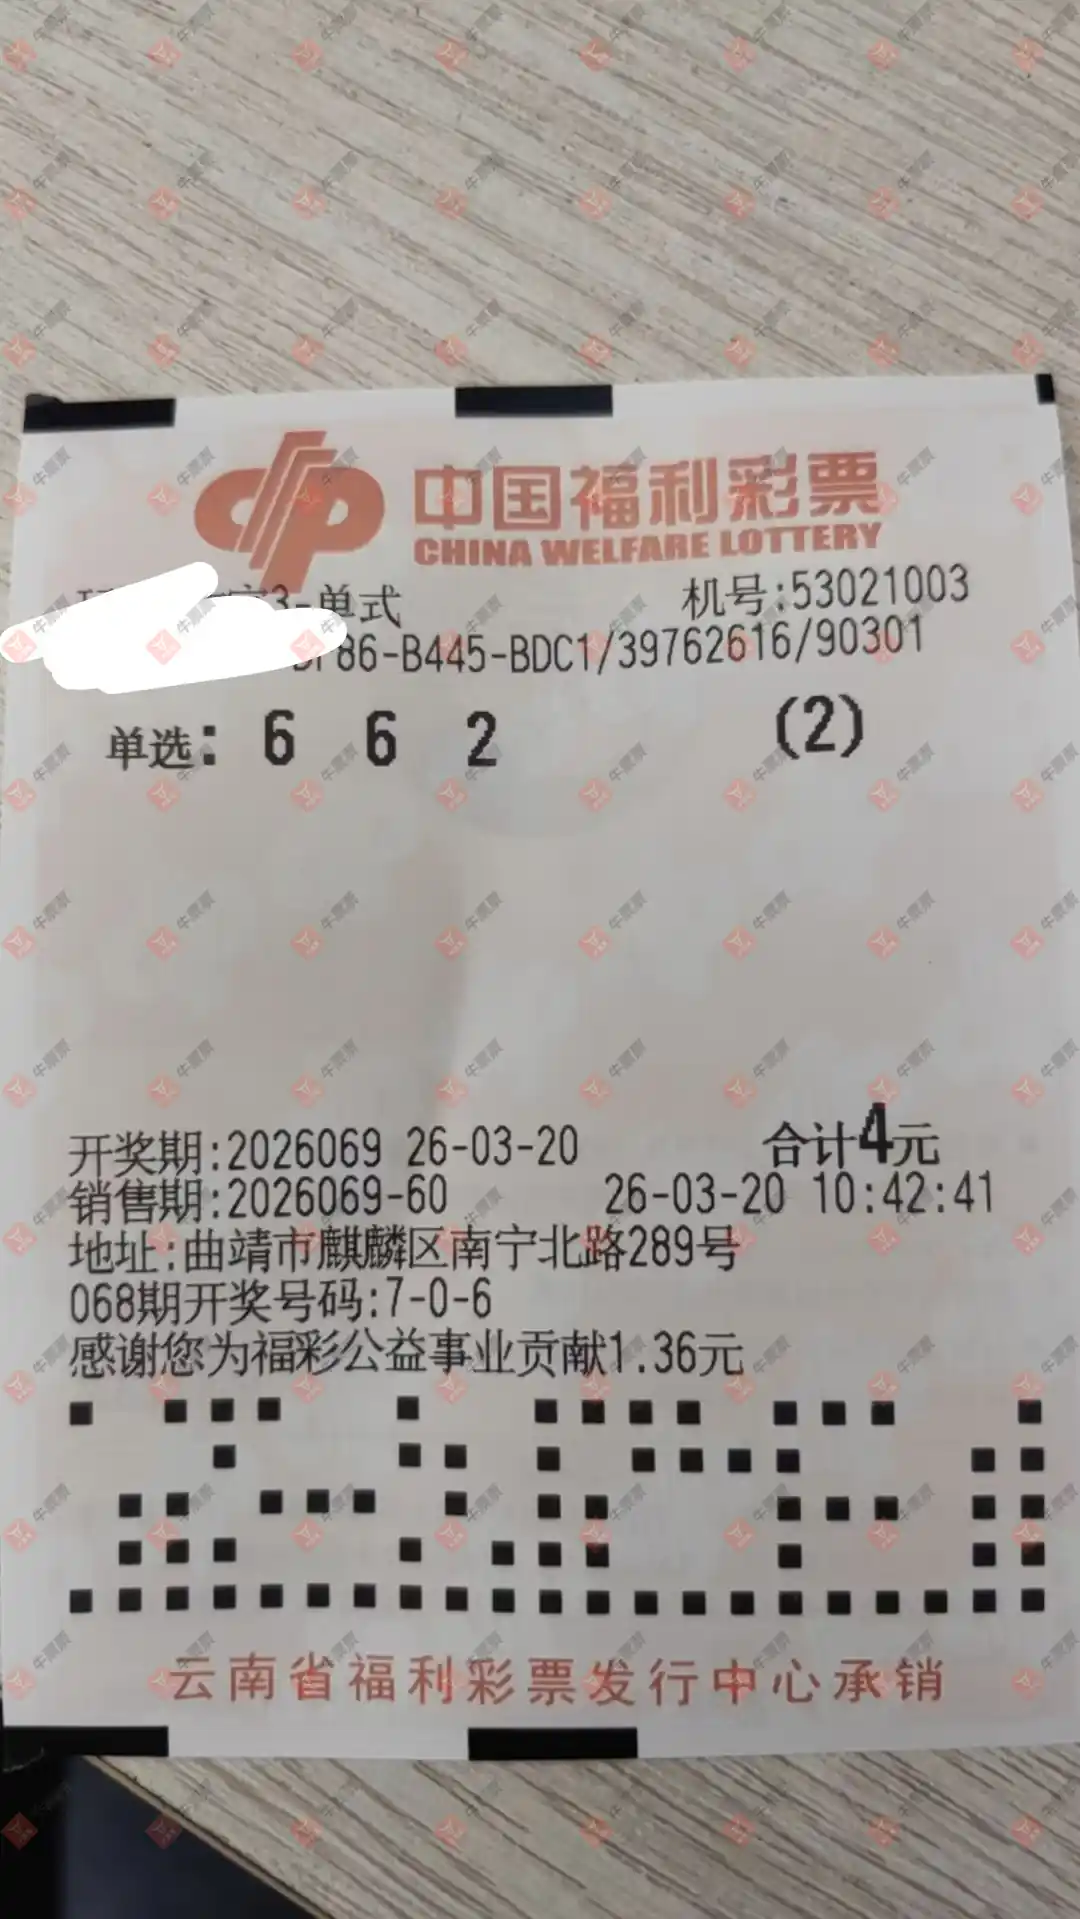 中国福利彩票
CHINA WELFARE LOTTERY
3-单式 机号:53021003
86-B445-BDC1/39762616/90301
单选: 6 6 2 (2)
开奖期:2026069 26-03-20 合计4元
销售期:2026069-60 26-03-20 10:42:41
地址:曲靖市麒麟区南宁北路289号
068期开奖号码:7-0-6
感谢您为福彩公益事业贡献1.36元
云南省福利彩票发行中心承销
牛票票